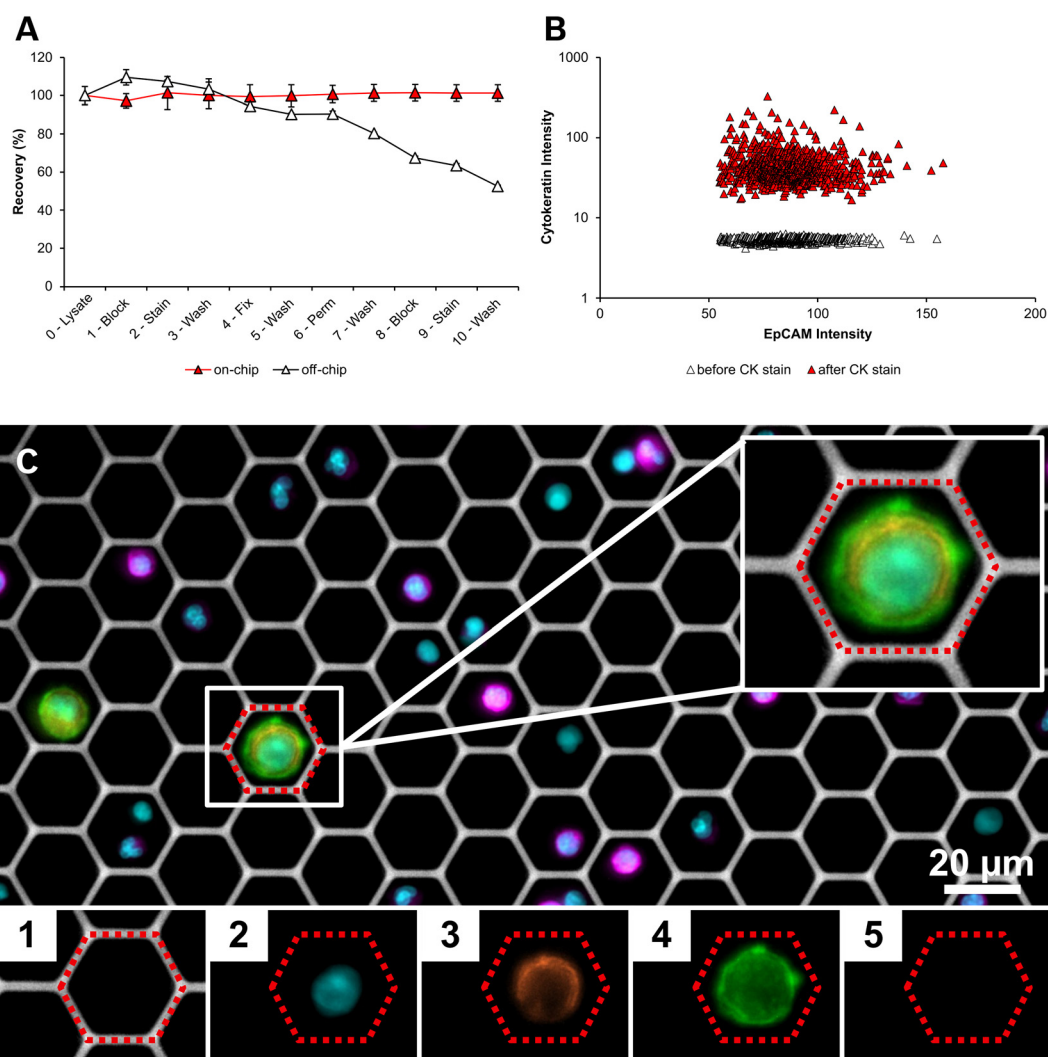 A
120
100
80
60
40
20
0
Recovery (%)
0 - Lysate
1 - Block
2 - Stain
3 - Wash
4 - Fix
5 - Wash
6 - Perm
7 - Wash
8 - Block
9 - Stain
10 - Wash
on-chip
off-chip
B
1000
100
10
1
Cytokeratin Intensity
0
50
100
150
200
EpCAM Intensity
before CK stain
after CK stain
C
20 µm
1
2
3
4
5